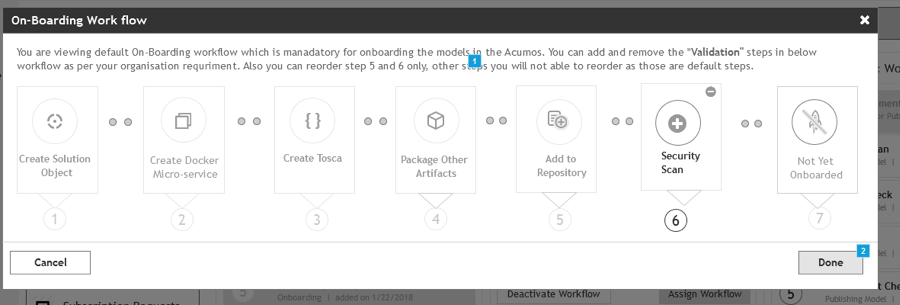 On-Boarding Work flow
You are viewing default On-Boarding workflow which is manadatory for onboarding the models in the Acumos. You can add and remove the "Validation" steps in below
workflow as per your organisation requriment. Also you can reorder step 5 and 6 only, other steps you will not able to reorder as those are default steps.
1
Create Solution
Object
1
Create Docker
Micro-service
2
{ }
Create Tosca
3
Package Other
Artifacts
4
Add to
Repository
5
Security
Scan
6
Not Yet
Onboarded
7
Cancel
Done
2
5
Onboarding | added on 1/22/2018
Deactivate Workflow
Assign Workflow
5
Publishing Model |